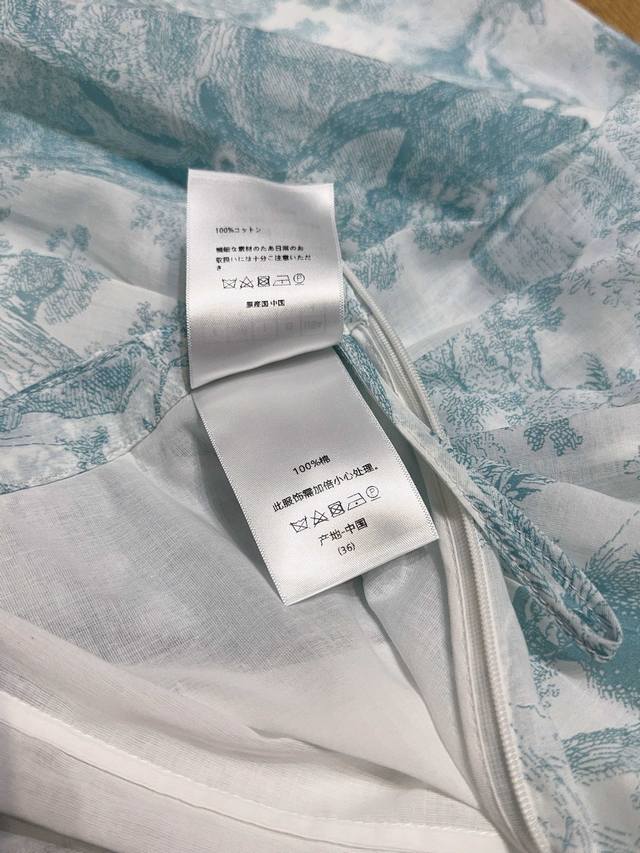 100%コットン
繊細な素材のため日頃のお
取扱いには十分ご注意いただ
き
原産国:中国
100%棉
此服饰需加倍小心处理。
产地-中国
(36)